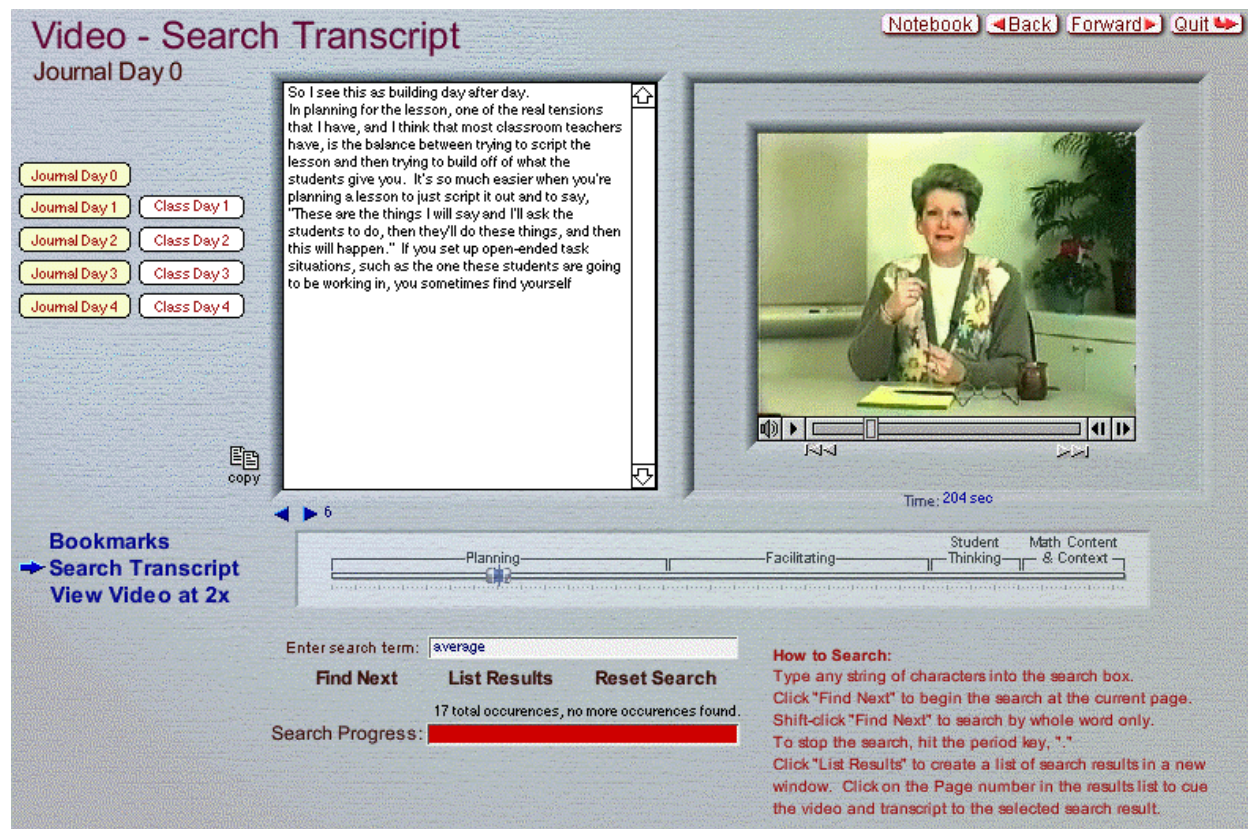 Video - Search Transcript
Journal Day 0
Notebook
Back
Forward
Quit
So I see this as building day after day.
In planning for the lesson, one of the real tensions
that I have, and I think that most classroom teachers
have, is the balance between trying to script the
lesson and then trying to build off of what the
students give you.  It's so much easier when you're
planning a lesson to just script it out and to say,
"These are the things I will say and I'll ask the
students to do, then they'll do these things, and then
this will happen."  If you set up open-ended task
situations, such as the one these students are going
to be working in, you sometimes find yourself
Journal Day 0
Journal Day 1
Class Day 1
Journal Day 2
Class Day 2
Journal Day 3
Class Day 3
Journal Day 4
Class Day 4
copy
6
Time: 204 sec
Bookmarks
Search Transcript
View Video at 2x
Planning
Facilitating
Student
Thinking
Math Content
& Context
Enter search term: average
Find Next
List Results
Reset Search
17 total occurences, no more occurences found.
Search Progress:
How to Search:
Type any string of characters into the search box.
Click "Find Next" to begin the search at the current page.
Shift-click "Find Next" to search by whole word only.
To stop the search, hit the period key, "."
Click "List Results" to create a list of search results in a new
window.  Click on the Page number in the results list to cue
the video and transcript to the selected search result.